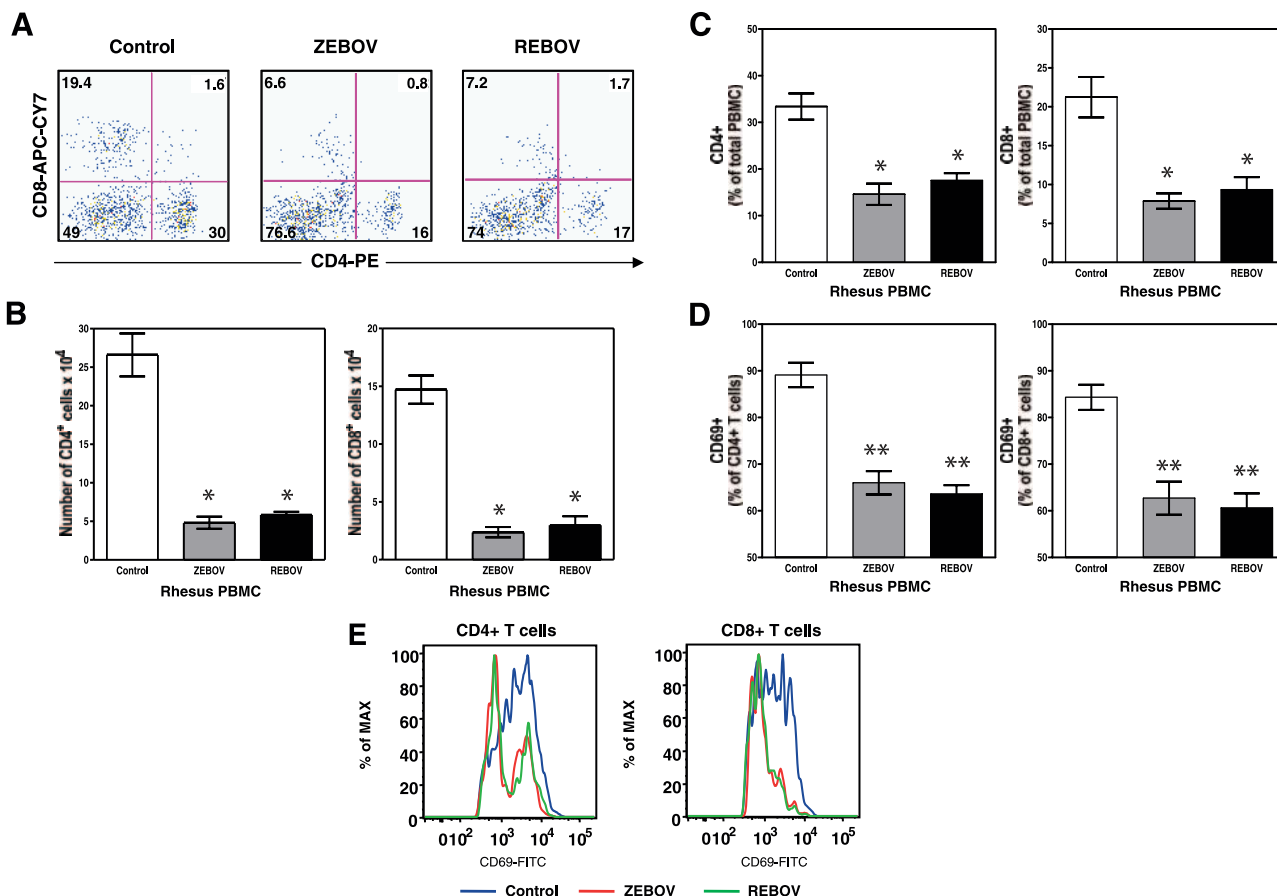 A
Control ZEBOV REBOV
19.4 1.6 6.6 0.8 7.2 1.7
CD8-APC-CY7
49 30 76.6 16 74 17
CD4-PE
B
Number of CD4+ cells x 10^4
30
25
20
15
10
5
0
Control ZEBOV REBOV
Rhesus PBMC
* *
Number of CD8+ cells x 10^4
20
15
10
5
0
Control ZEBOV REBOV
Rhesus PBMC
* *
C
CD4+
(% of total PBMC)
50
40
30
20
10
0
Control ZEBOV REBOV
Rhesus PBMC
* *
CD8+
(% of total PBMC)
30
25
20
15
10
5
0
Control ZEBOV REBOV
Rhesus PBMC
* *
D
CD69+
(% of CD4+ T cells)
100
90
80
70
60
50
Control ZEBOV REBOV
Rhesus PBMC
** **
CD69+
(% of CD8+ T cells)
100
90
80
70
60
50
Control ZEBOV REBOV
Rhesus PBMC
** **
E
CD4+ T cells
% of MAX
100
80
60
40
20
0
0 10^2 10^3 10^4 10^5
CD69-FITC
CD8+ T cells
% of MAX
100
80
60
40
20
0
0 10^2 10^3 10^4 10^5
CD69-FITC
Control ZEBOV REBOV